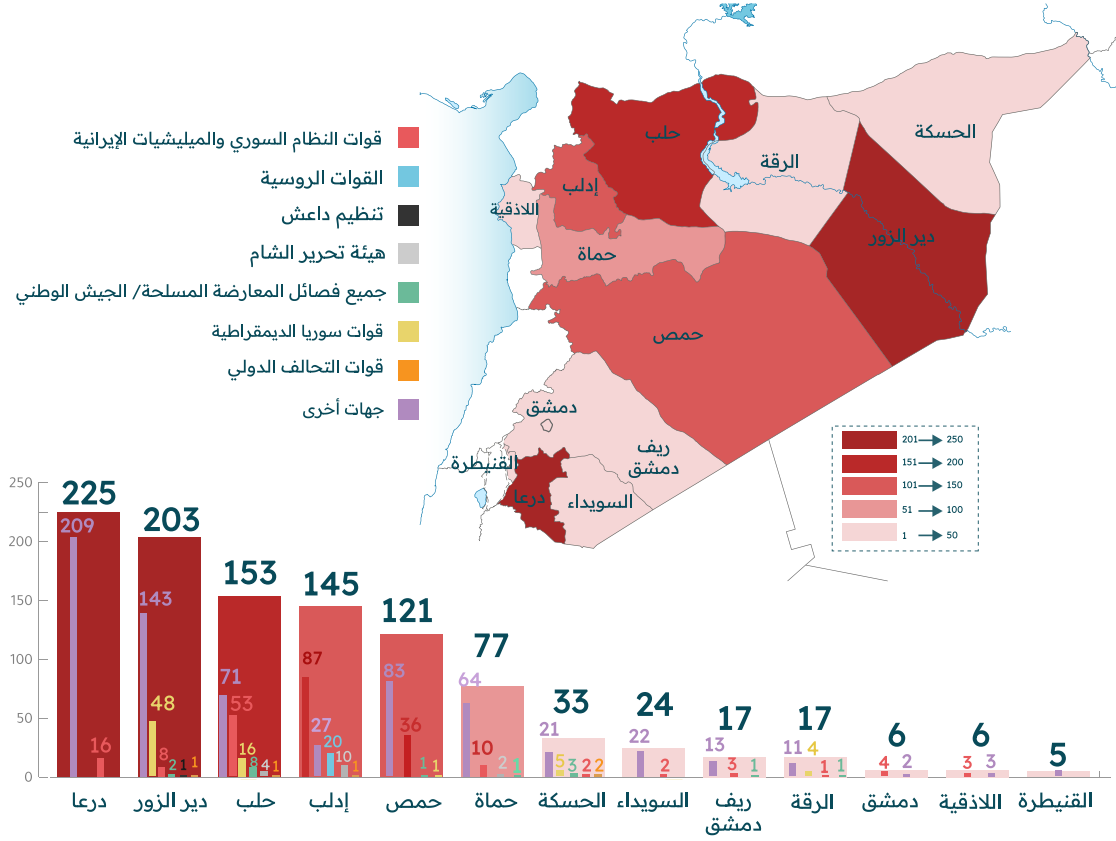 قوات النظام السوري والميليشيات الإيرانية
القوات الروسية
تنظيم داعش
هيئة تحرير الشام
جميع فصائل المعارضة المسلحة/ الجيش الوطني
قوات سوريا الديمقراطية
قوات التحالف الدولي
جهات أخرى
الحسكة
حلب
الرقة
إدلب
اللاذقية
دير الزور
حماة
حمص
دمشق
ريف
دمشق
القنيطرة
درعا
السويداء
201 250
151 200
101 150
51 100
1 50
250
200
150
100
50
0
225
209
16
203
143
48
8
2
1
1
153
71
53
16
8
4
1
145
87
27
20
10
1
121
83
36
1
1
77
64
10
2
1
33
21
5
3
2
2
24
22
2
17
13
3
1
17
11
4
1
1
6
4
2
6
3
3
5
درعا
دير الزور
حلب
إدلب
حمص
حماة
الحسكة
السويداء
ريف
دمشق
الرقة
دمشق
اللاذقية
القنيطرة